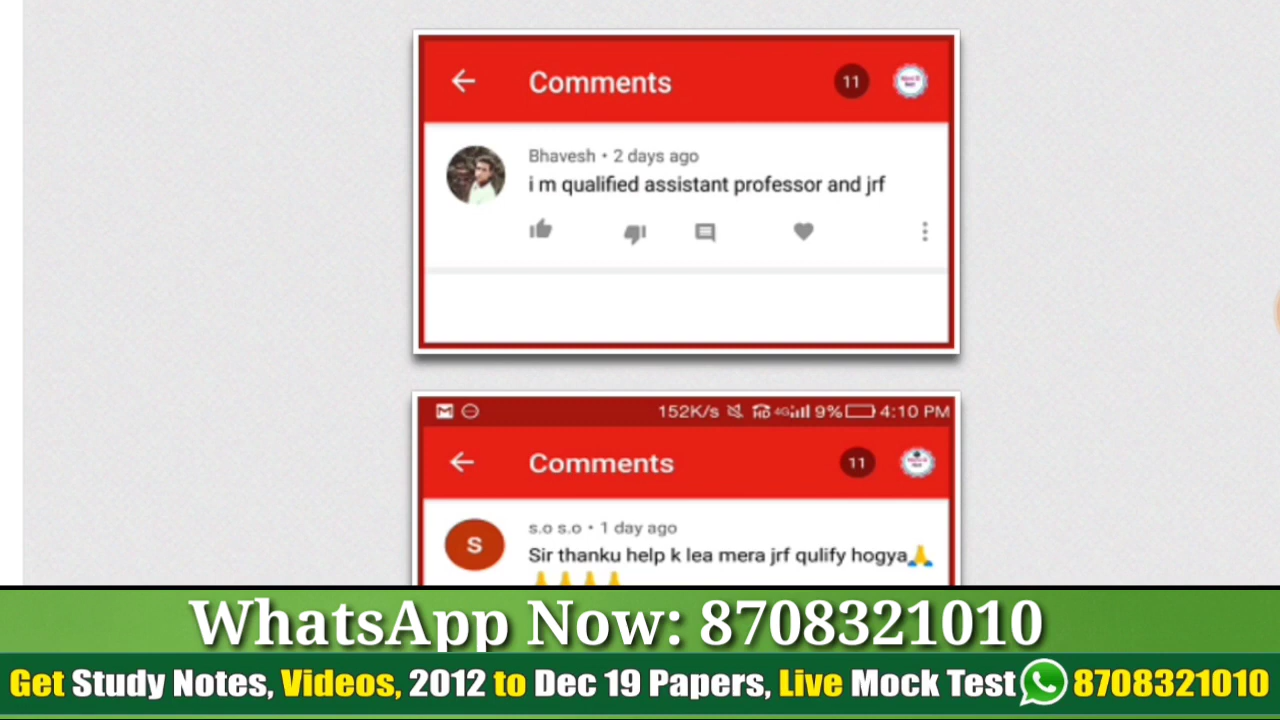 Comments
11
Bhavesh • 2 days ago
i m qualified assistant professor and jrf
152K/s HD 4G 9% 4:10 PM
Comments
11
S
s.o s.o • 1 day ago
Sir thanku help k lea mera jrf qulify hogya🙏
🙏🙏🙏🙏
WhatsApp Now: 8708321010
Get Study Notes, Videos, 2012 to Dec 19 Papers, Live Mock Test 8708321010